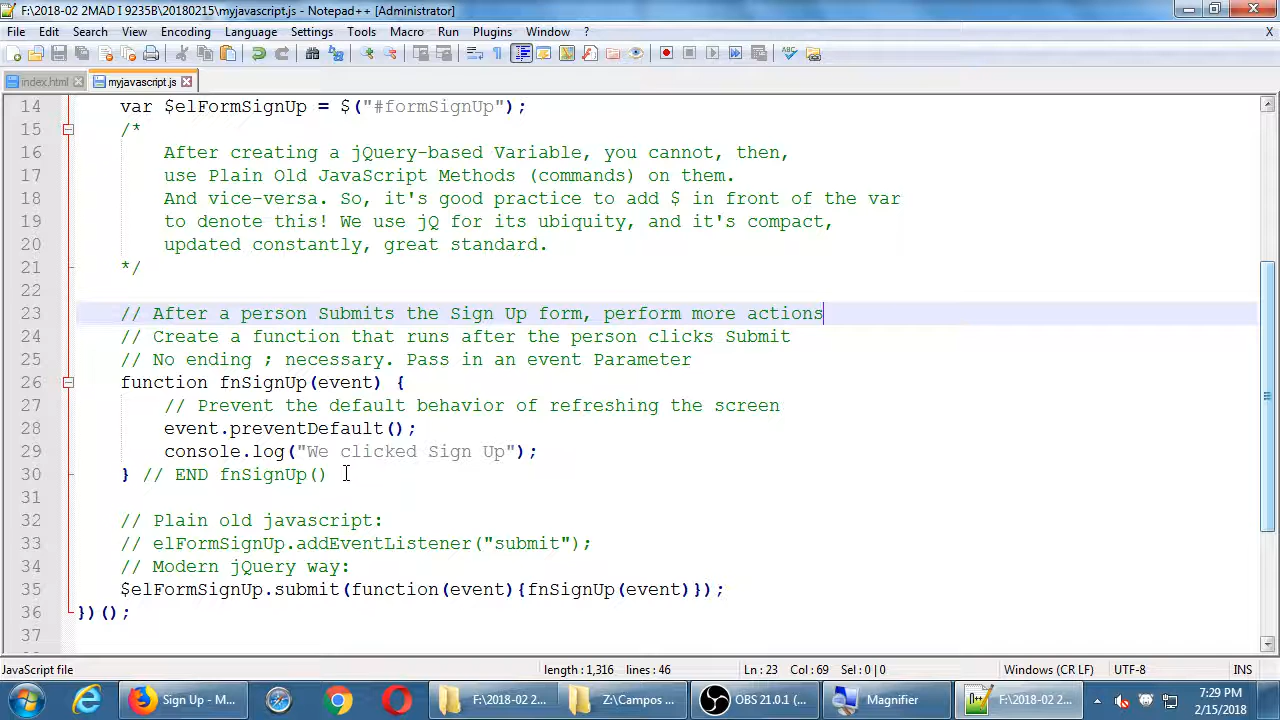 F:\2018-02 2MAD I 9235B\20180215\myjavascript.js - Notepad++ [Administrator]
File Edit Search View Encoding Language Settings Tools Macro Run Plugins Window ? X
index.html myjavascript.js
14 var $elFormSignUp = $("#formSignUp");
15 /*
16 After creating a jQuery-based Variable, you cannot, then,
17 use Plain Old JavaScript Methods (commands) on them.
18 And vice-versa. So, it's good practice to add $ in front of the var
19 to denote this! We use jQ for its ubiquity, and it's compact,
20 updated constantly, great standard.
21 */
22
23 // After a person Submits the Sign Up form, perform more actions
24 // Create a function that runs after the person clicks Submit
25 // No ending ; necessary. Pass in an event Parameter
26 function fnSignUp(event) {
27 // Prevent the default behavior of refreshing the screen
28 event.preventDefault();
29 console.log("We clicked Sign Up");
30 } // END fnSignUp()
31
32 // Plain old javascript:
33 // elFormSignUp.addEventListener("submit");
34 // Modern jQuery way:
35 $elFormSignUp.submit(function(event){fnSignUp(event)});
36 })();
37
JavaScript file length : 1,316 lines : 46 Ln : 23 Col : 69 Sel : 0 | 0 Windows (CR LF) UTF-8 INS
Sign Up - M... F:\2018-02 2... Z:\Campos ... OBS 21.0.1 (... Magnifier F:\2018-02 2... 7:29 PM
2/15/2018